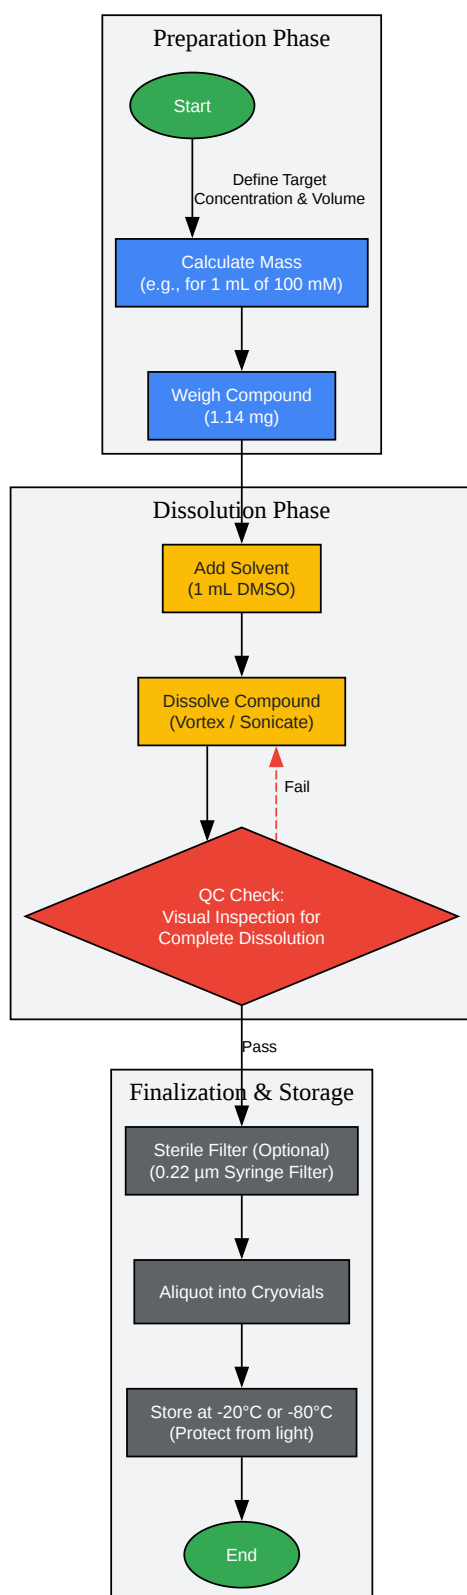 Preparation Phase
Start
Define Target
Concentration & Volume
Calculate Mass
(e.g., for 1 mL of 100 mM)
Weigh Compound
(1.14 mg)
Dissolution Phase
Add Solvent
(1 mL DMSO)
Dissolve Compound
(Vortex / Sonicate)
Fail
QC Check:
Visual Inspection for
Complete Dissolution
Pass
Finalization & Storage
Sterile Filter (Optional)
(0.22 µm Syringe Filter)
Aliquot into Cryovials
Store at -20°C or -80°C
(Protect from light)
End